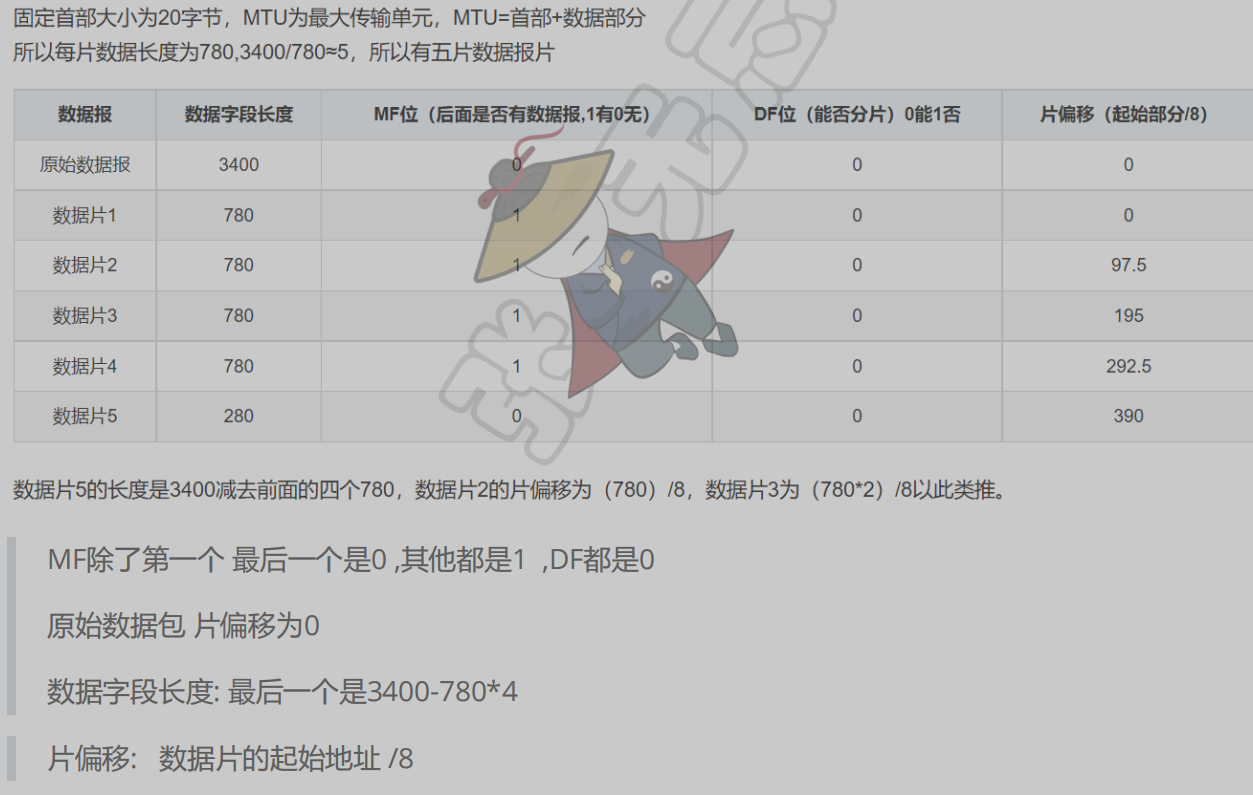 固定首部大小为20字节，MTU为最大传输单元，MTU=首部+数据部分
所以每片数据长度为780,3400/780≈5，所以有五片数据报片
数据报 数据字段长度 MF位（后面是否有数据报,1有0无） DF位（能否分片）0能1否 片偏移（起始部分/8）
原始数据报 3400 0 0 0
数据片1 780 1 0 0
数据片2 780 1 0 97.5
数据片3 780 1 0 195
数据片4 780 1 0 292.5
数据片5 280 0 0 390
数据片5的长度是3400减去前面的四个780，数据片2的片偏移为（780）/8，数据片3为（780*2）/8以此类推。
MF除了第一个 最后一个是0 ,其他都是1 ,DF都是0
原始数据包 片偏移为0
数据字段长度: 最后一个是3400-780*4
片偏移: 数据片的起始地址 /8